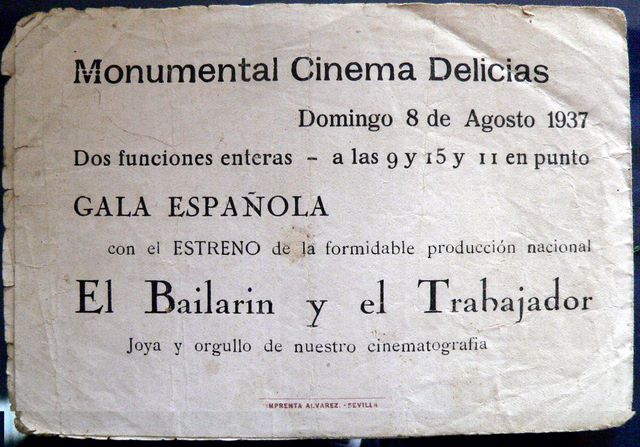 Monumental Cinema Delicias
Domingo 8 de Agosto 1937
Dos funciones enteras - a las 9 y 15 y 11 en punto
GALA ESPAÑOLA
con el ESTRENO de la formidable producción nacional
El Bailarin y el Trabajador
Joya y orgullo de nuestro cinematografia
IMPRENTA ALVAREZ.-SEVILLA